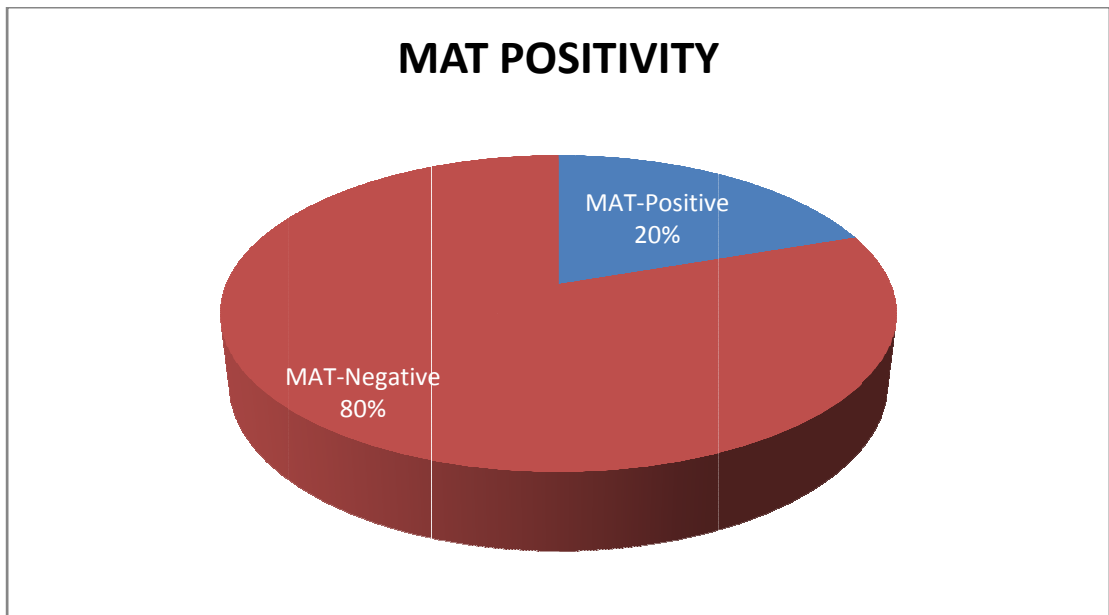 MAT POSITIVITY
MAT-Positive
20%
MAT-Negative
80%